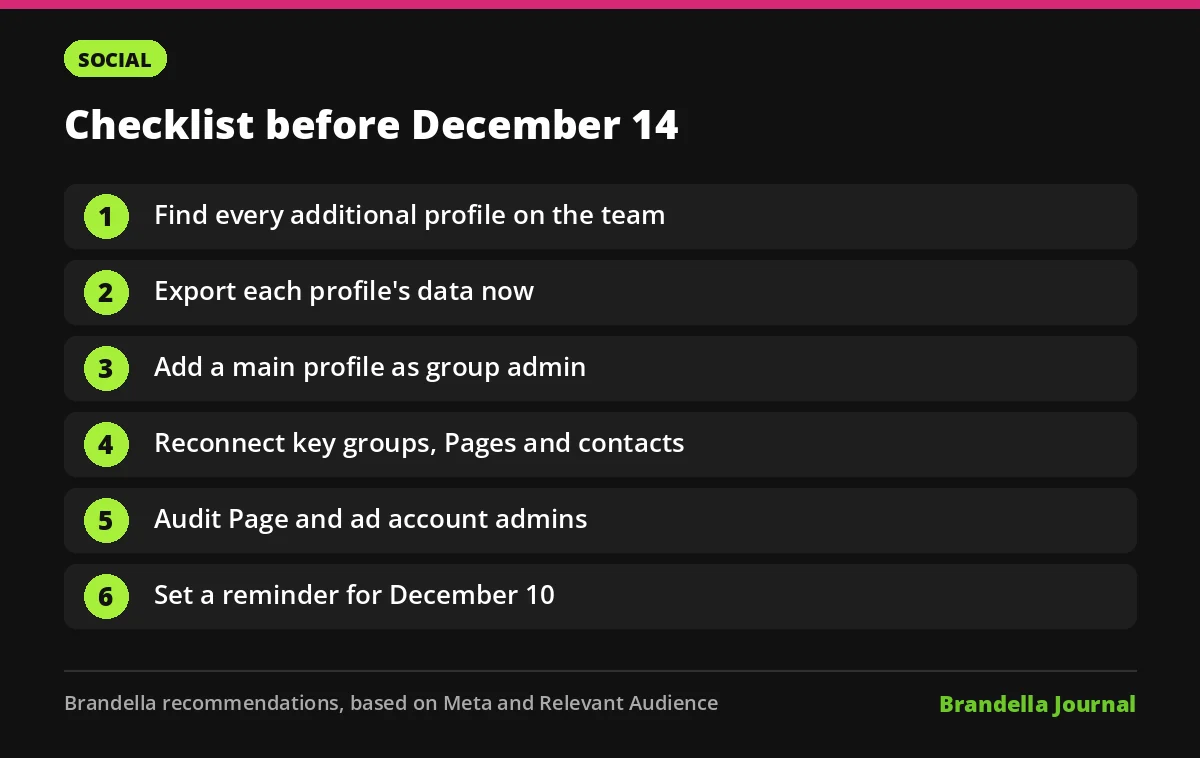 SOCIAL
Checklist before December 14
1 Find every additional profile on the team
2 Export each profile's data now
3 Add a main profile as group admin
4 Reconnect key groups, Pages and contacts
5 Audit Page and ad account admins
6 Set a reminder for December 10
Brandella recommendations, based on Meta and Relevant Audience
Brandella Journal